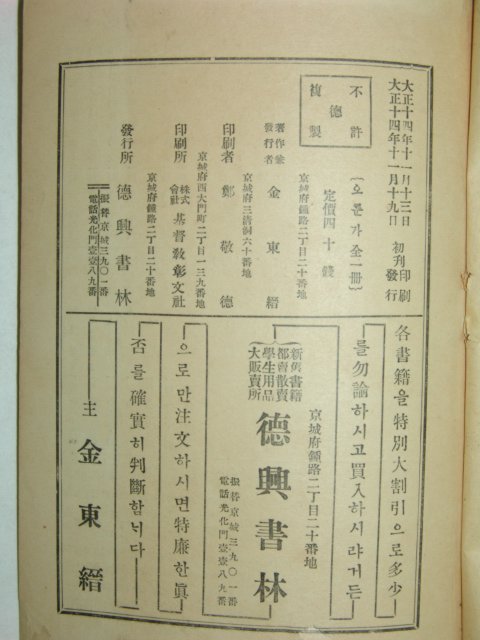 大正十四年十一月十三日 初刊印刷
大正十四年十一月十九日 發行
不許
德
複製
(오른가全一冊)
定價四十錢
京城府鍾路二丁目二十番地
著作兼
發行者 金東縉
京城府三淸洞六十番地
印刷者 鄭敬德
京城府西大門町二丁目一三九番地
印刷所 株式
會社 基督敎彰文社
京城府鍾路二丁目二十番地
發行所 德興書林
振替京城三九〇一番
電話光化門壹壹八九番
各書籍을特別大割引으로多少
를勿論하시고買入하시랴거든
京城府鍾路二丁目二十番地
新舊書籍
都賣散賣
學生用品
大販賣所
德興書林
振替京城三九〇一番
電話光化門壹壹八九番
으로만注文하시면特廉한眞
否를確實히判斷함니다
主 金東縉